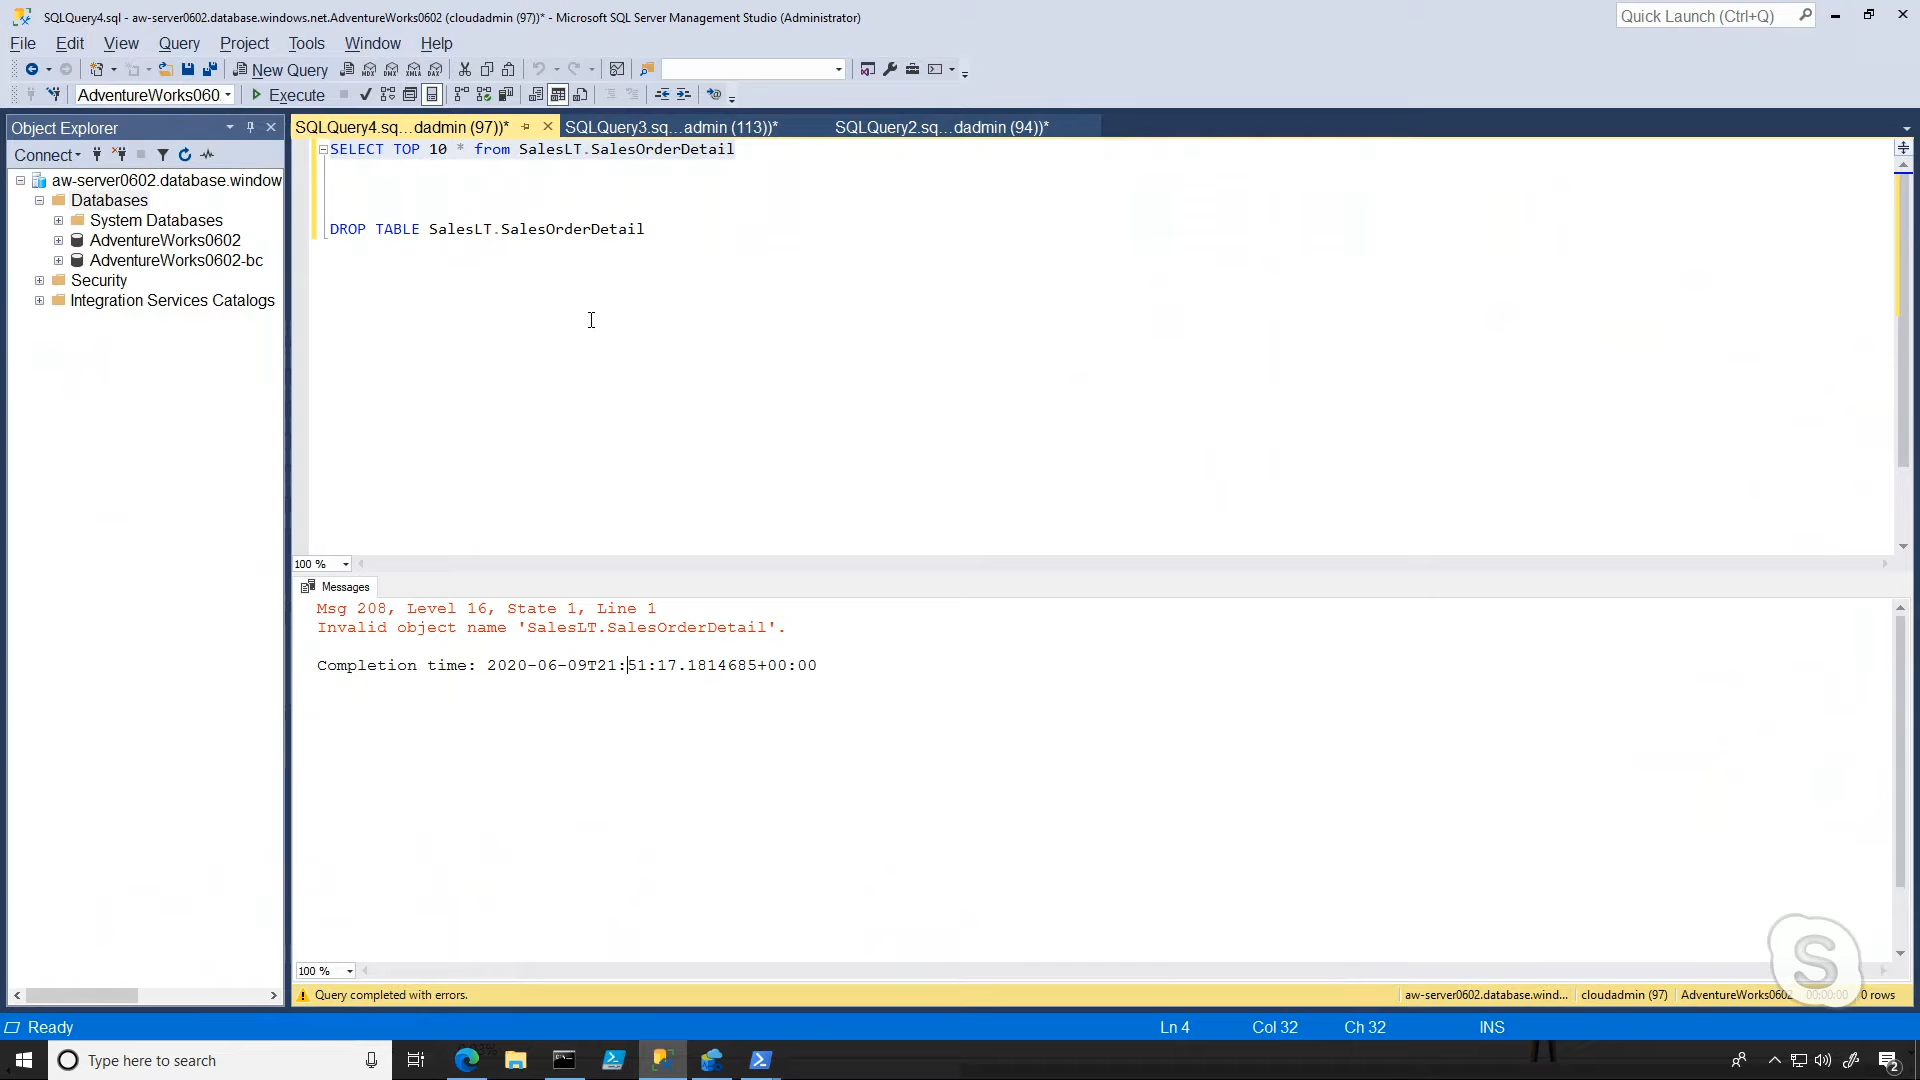 SQLQuery4.sql - aw-server0602.database.windows.net.AdventureWorks0602 (cloudadmin (97))* - Microsoft SQL Server Management Studio (Administrator)
Quick Launch (Ctrl+Q)
File Edit View Query Project Tools Window Help
New Query
AdventureWorks060 Execute
Object Explorer
SQLQuery4.sq...dadmin (97))* SQLQuery3.sq...admin (113))* SQLQuery2.sq...dadmin (94))*
Connect
aw-server0602.database.window
Databases
System Databases
AdventureWorks0602
AdventureWorks0602-bc
Security
Integration Services Catalogs
SELECT TOP 10 * from SalesLT.SalesOrderDetail
DROP TABLE SalesLT.SalesOrderDetail
100 %
Messages
Msg 208, Level 16, State 1, Line 1
Invalid object name 'SalesLT.SalesOrderDetail'.
Completion time: 2020-06-09T21:51:17.1814685+00:00
100 %
Query completed with errors.
aw-server0602.database.wind... cloudadmin (97) AdventureWorks0602 00:00:00 0 rows
Ready Ln 4 Col 32 Ch 32 INS
Type here to search
2